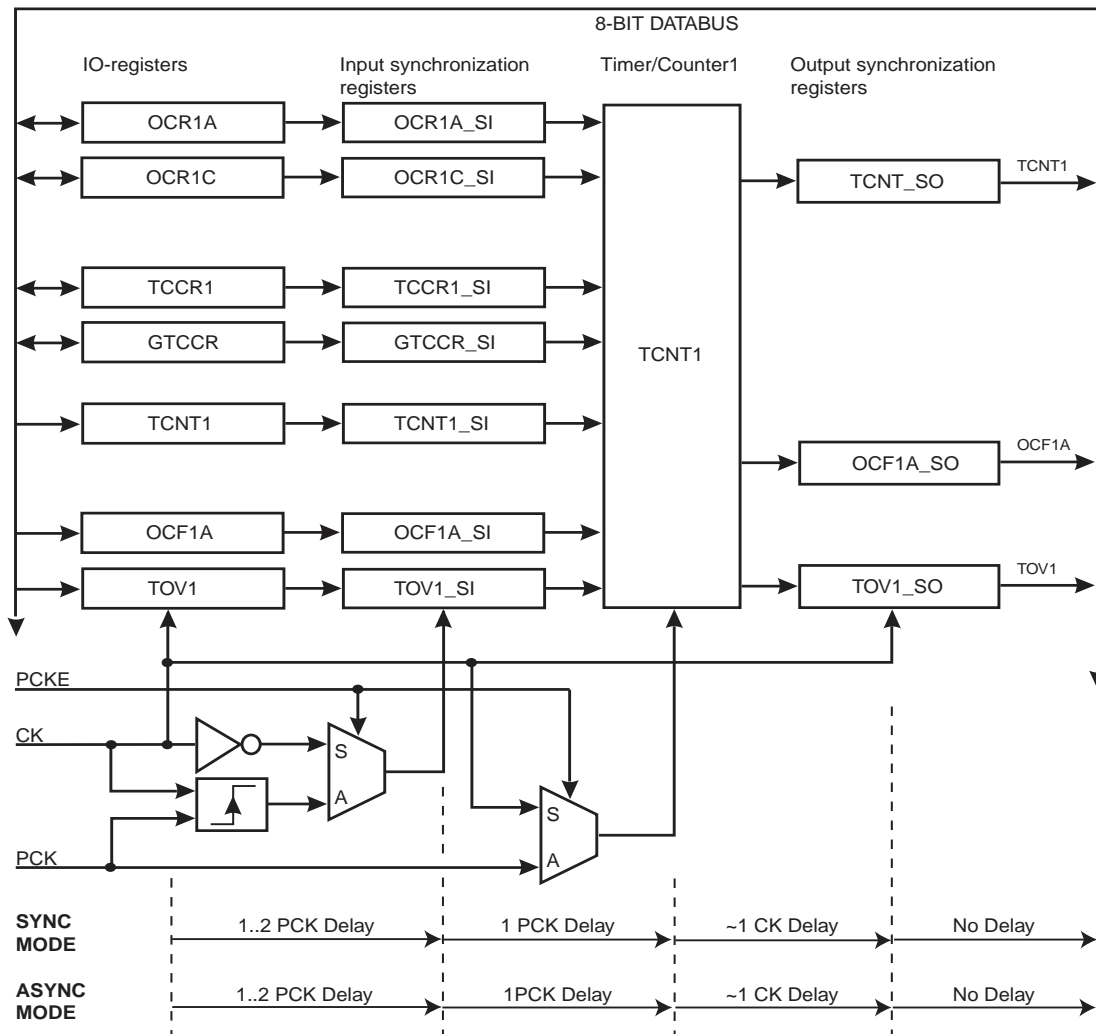 8-BIT DATABUS
IO-registers
Input synchronization
registers
Timer/Counter1
Output synchronization
registers
OCR1A
OCR1A_SI
OCR1C
OCR1C_SI
TCNT_SO
TCNT1
TCCR1
TCCR1_SI
GTCCR
GTCCR_SI
TCNT1
TCNT1
TCNT1_SI
OCF1A_SO
OCF1A
OCF1A
OCF1A_SI
TOV1
TOV1_SI
TOV1_SO
TOV1
PCKE
CK
S
A
S
A
PCK
SYNC
MODE
1..2 PCK Delay
1 PCK Delay
~1 CK Delay
No Delay
ASYNC
MODE
1..2 PCK Delay
1PCK Delay
~1 CK Delay
No Delay